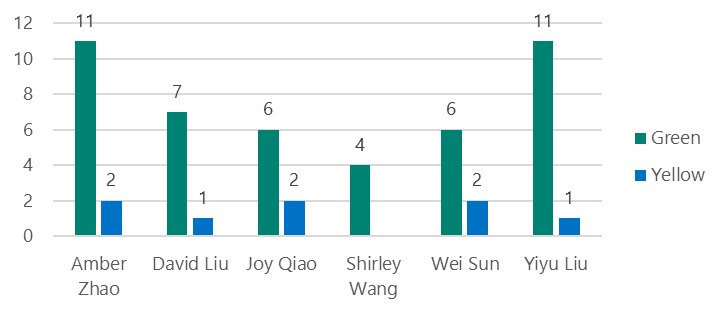 12
10
8
6
4
2
0
11
2
7
1
6
2
4
6
2
11
1
Amber
Zhao
David Liu
Joy Qiao
Shirley
Wang
Wei Sun
Yiyu Liu
Green
Yellow